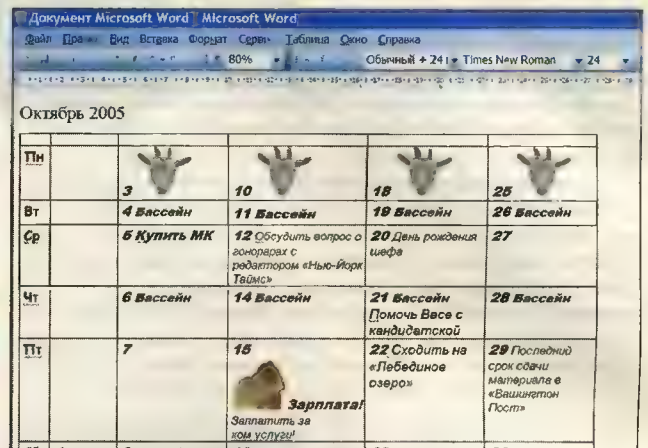 Документ Microsoft Word Microsoft Word
Файл Вид Вставка Формат Сервис Таблица Окно Справка
80% Обычный + 24 Times New Roman 24
Октябрь 2005
Пн 3 10 18 25
Вт 4 Бассейн 11 Бассейн 19 Бассейн 26 Бассейн
Ср 5 Купить МК 12 Обсудить вопрос о 20 День рождения 27
гонорарах с шефа
редактором «Нью-Йорк
Таймс»
Чт 6 Бассейн 14 Бассейн 21 Бассейн 28 Бассейн
Помочь Васе с
кандидатской
Пт 7 15 22 Сходить на 29 Последний
«Лебединое срок сдачи
озеро» материала в
«Вашингтон
Пост»
Зарплата!
Заплатить за
ком услуги!